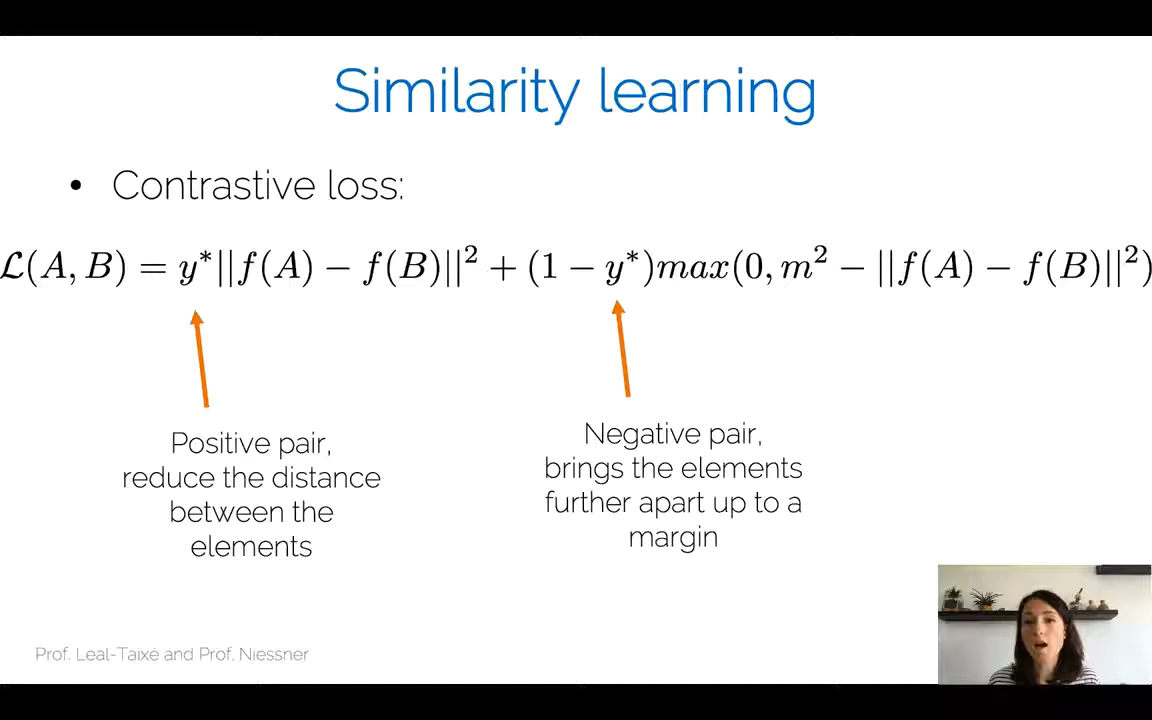 Similarity learning
• Contrastive loss:
ℒ(A, B) = y*||f(A) − f(B)||² + (1 − y*)max(0, m² − ||f(A) − f(B)||²)
Positive pair,
reduce the distance
between the
elements
Negative pair,
brings the elements
further apart up to a
margin
Prof. Leal-Taixé and Prof. Niessner